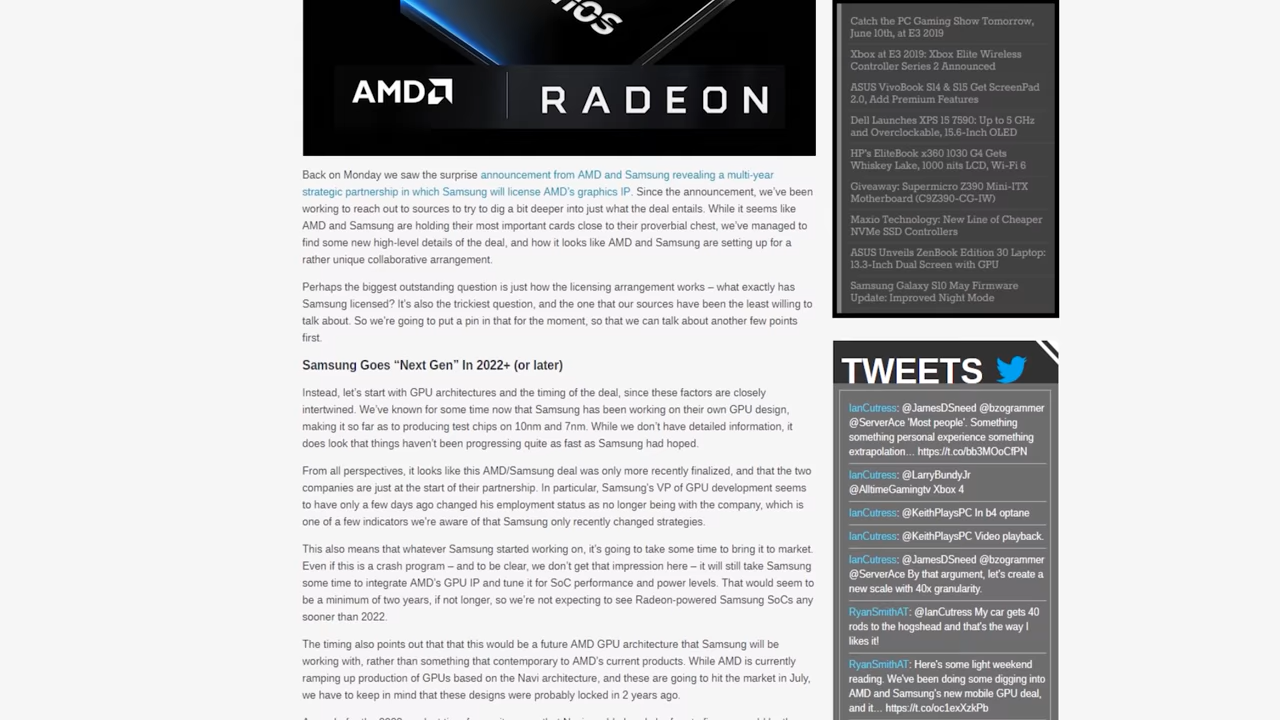 NOS
AMD
RADEON
Back on Monday we saw the surprise announcement from AMD and Samsung revealing a multi-year
strategic partnership in which Samsung will license AMD's graphics IP. Since the announcement, we've been
working to reach out to sources to try to dig a bit deeper into just what the deal entails. While it seems like
AMD and Samsung are holding their most important cards close to their proverbial chest, we've managed to
find some new high-level details of the deal, and how it looks like AMD and Samsung are setting up for a
rather unique collaborative arrangement.
Perhaps the biggest outstanding question is just how the licensing arrangement works – what exactly has
Samsung licensed? It's also the trickiest question, and the one that our sources have been the least willing to
talk about. So we're going to put a pin in that for the moment, so that we can talk about another few points
first.
Samsung Goes “Next Gen” In 2022+ (or later)
Instead, let's start with GPU architectures and the timing of the deal, since these factors are closely
intertwined. We've known for some time now that Samsung has been working on their own GPU design,
making it so far as to producing test chips on 10nm and 7nm. While we don't have detailed information, it
does look that things haven't been progressing quite as fast as Samsung had hoped.
From all perspectives, it looks like this AMD/Samsung deal was only more recently finalized, and that the two
companies are just at the start of their partnership. In particular, Samsung's VP of GPU development seems
to have only a few days ago changed his employment status as no longer being with the company, which is
one of a few indicators we're aware of that Samsung only recently changed strategies.
This also means that whatever Samsung started working on, it's going to take some time to bring it to market.
Even if this is a crash program – and to be clear, we don't get that impression here – it will still take Samsung
some time to integrate AMD's GPU IP and tune it for SoC performance and power levels. That would seem to
be a minimum of two years, if not longer, so we're not expecting to see Radeon-powered Samsung SoCs any
sooner than 2022.
The timing also points out that that this would be a future AMD GPU architecture that Samsung will be
working with, rather than something that contemporary to AMD's current products. While AMD is currently
ramping up production of GPUs based on the Navi architecture, and these are going to hit the market in July,
we have to keep in mind that these designs were probably locked in 2 years ago.
Catch the PC Gaming Show Tomorrow,
June 10th, at E3 2019
Xbox at E3 2019: Xbox Elite Wireless
Controller Series 2 Announced
ASUS VivoBook S14 & S15 Get ScreenPad
2.0, Add Premium Features
Dell Launches XPS 15 7590: Up to 5 GHz
and Overclockable, 15.6-Inch OLED
HP's EliteBook x360 1030 G4 Gets
Whiskey Lake, 1000 nits LCD, Wi-Fi 6
Giveaway: Supermicro Z390 Mini-ITX
Motherboard (C9Z390-CG-IW)
Maxio Technology: New Line of Cheaper
NVMe SSD Controllers
ASUS Unveils ZenBook Edition 30 Laptop:
13.3-Inch Dual Screen with GPU
Samsung Galaxy S10 May Firmware
Update: Improved Night Mode
TWEETS
IanCutress: @JamesDSneed @bzogrammer
@ServerAce 'Most people'. Something
something personal experience something
extrapolation... https://t.co/bb3MOoCfPN
IanCutress: @LarryBundyJr
@AlltimeGamingtv Xbox 4
IanCutress: @KeithPlaysPC In b4 optane
IanCutress: @KeithPlaysPC Video playback.
IanCutress: @JamesDSneed @bzogrammer
@ServerAce By that argument, let's create a
new scale with 40x granularity.
RyanSmithAT: @IanCutress My car gets 40
rods to the hogshead and that's the way I
likes it!
RyanSmithAT: Here's some light weekend
reading. We've been doing some digging into
AMD and Samsung's new mobile GPU deal,
and it... https://t.co/oc1exXzkPb